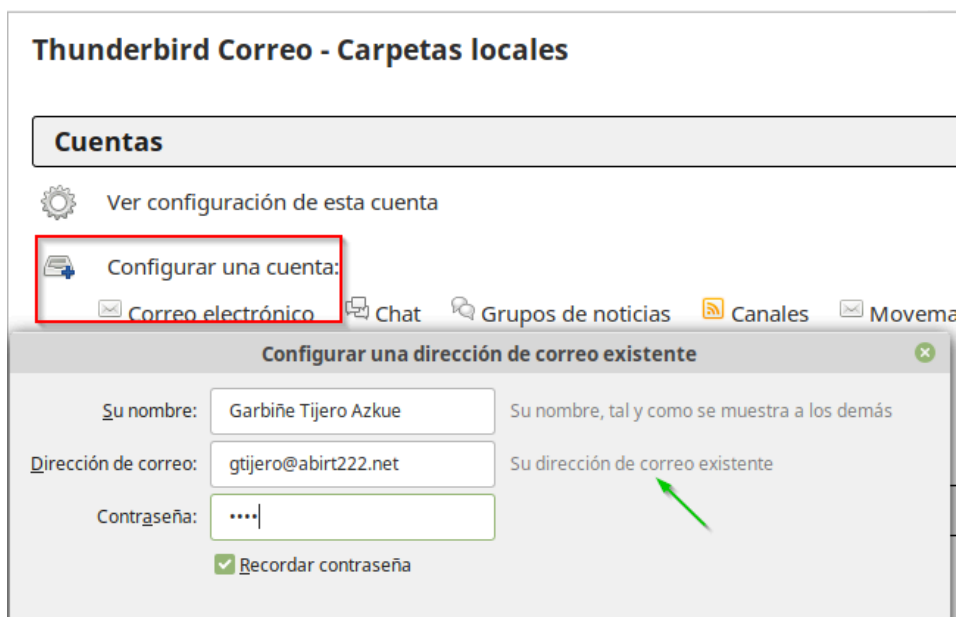 Thunderbird Correo - Carpetas locales
Cuentas
Ver configuración de esta cuenta
Configurar una cuenta:
Correo electrónico Chat Grupos de noticias Canales Movema
Configurar una dirección de correo existente
Su nombre: Garbiñe Tijero Azkue Su nombre, tal y como se muestra a los demás
Dirección de correo: gtijero@abirt222.net Su dirección de correo existente
Contraseña: ••••
Recordar contraseña